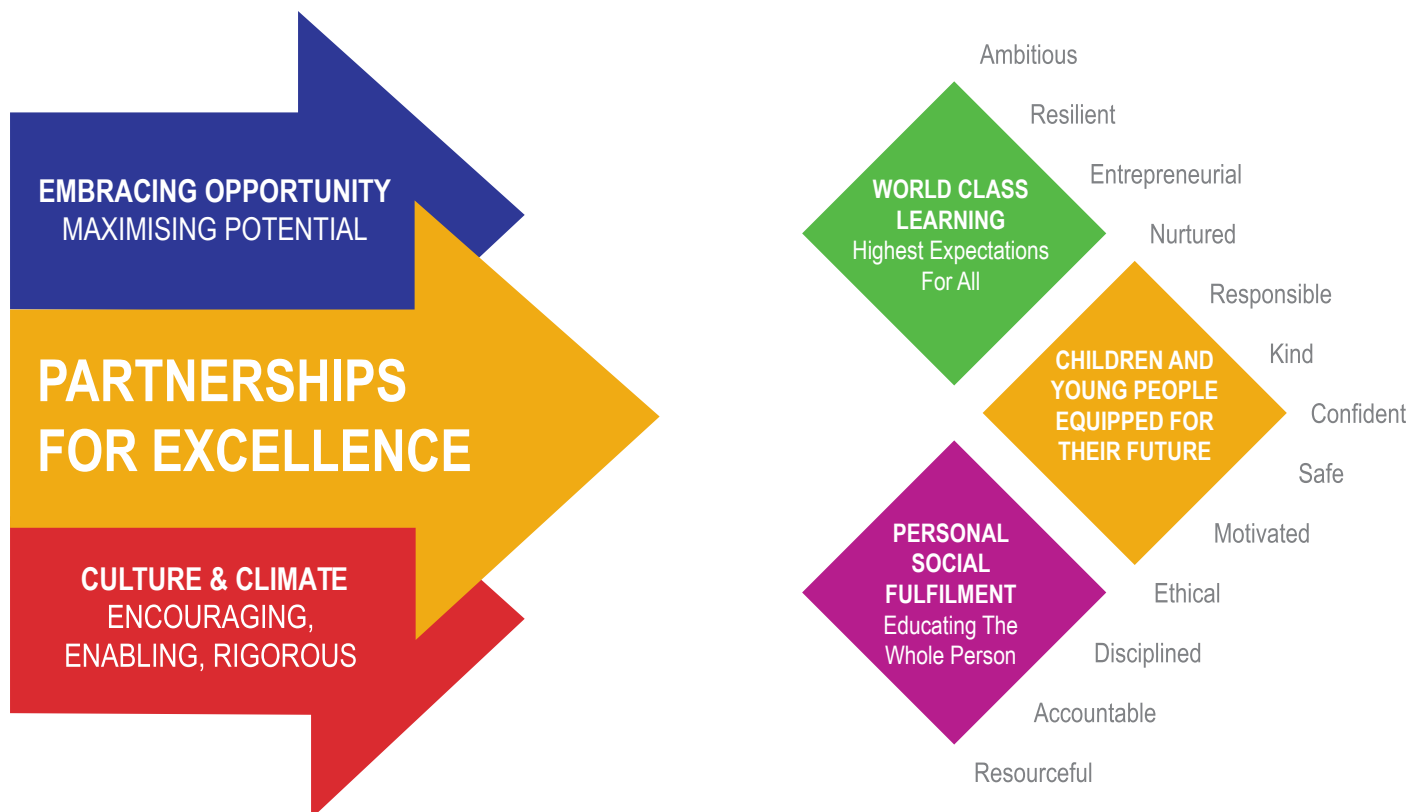 EMBRACING OPPORTUNITY
MAXIMISING POTENTIAL
PARTNERSHIPS
FOR EXCELLENCE
CULTURE & CLIMATE
ENCOURAGING,
ENABLING, RIGOROUS
WORLD CLASS
LEARNING
Highest Expectations
For All
CHILDREN AND
YOUNG PEOPLE
EQUIPPED FOR
THEIR FUTURE
PERSONAL
SOCIAL
FULFILMENT
Educating The
Whole Person
Ambitious
Resilient
Entrepreneurial
Nurtured
Responsible
Kind
Confident
Safe
Motivated
Ethical
Disciplined
Accountable
Resourceful